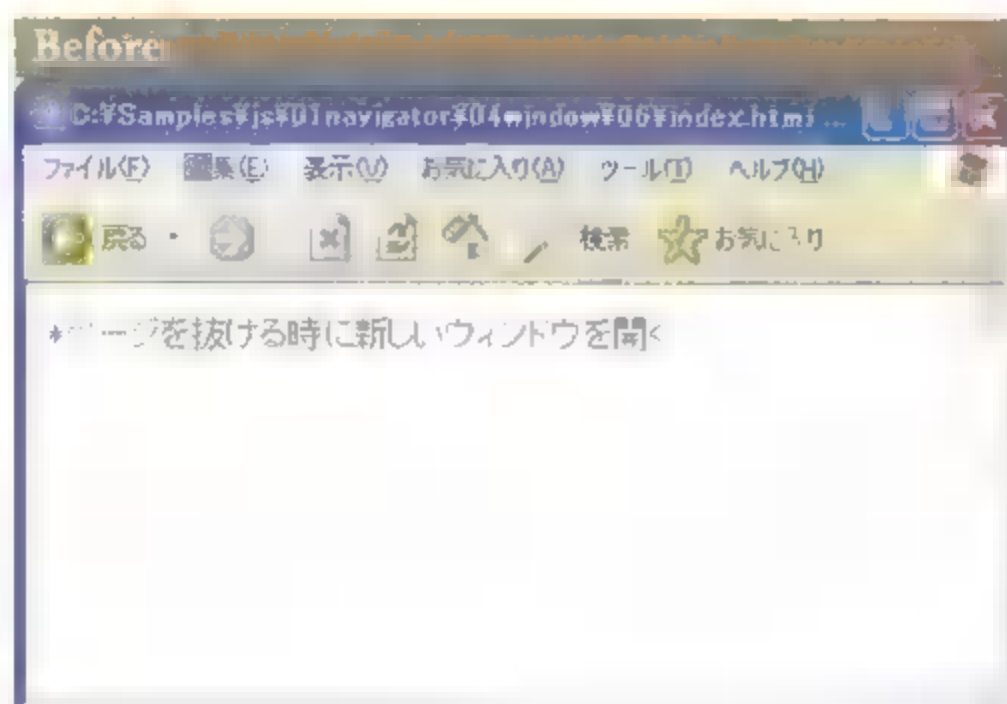 Before
C:¥Samples¥js¥01navigator¥04window¥06¥index.html ...
ファイル(F) 編集(E) 表示(V) お気に入り(A) ツール(T) ヘルプ(H)
戻る 検索 お気に入り
*ページを抜ける時に新しいウィンドウを開く